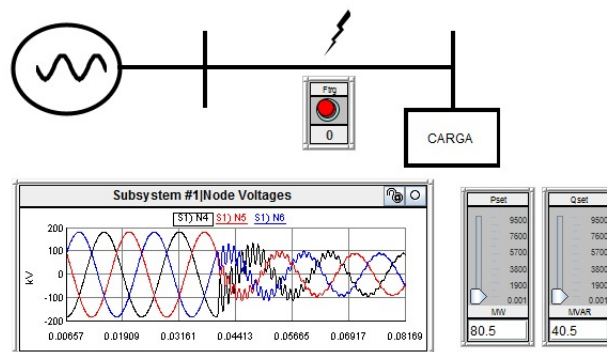 Ftrg
0
CARGA
Subsystem #1|Node Voltages
S1) N4 S1) N5 S1) N6
kV
200
100
0
-100
-200
0.00657 0.01909 0.03161 0.04413 0.05665 0.06917 0.08169
Pset
9500
7600
5700
3800
1900
0.001
MW
80.5
Qset
9500
7600
5700
3800
1900
0.001
MVAR
40.5